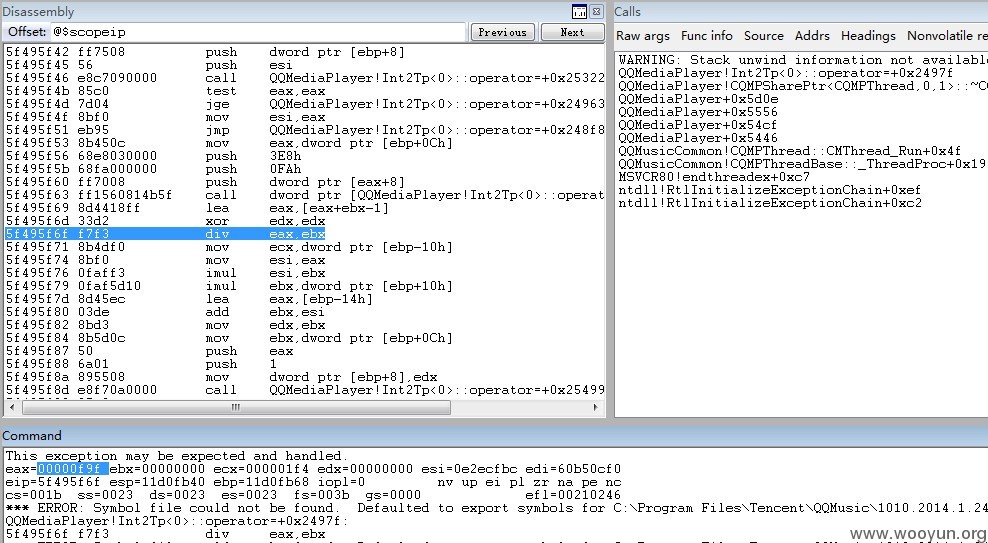 Disassembly
Offset: @$scopeip
Previous Next
5f495f42 ff7508 push dword ptr [ebp+8]
5f495f45 56 push esi
5f495f46 e8c7090000 call QQMediaPlayer!Int2Tp<0>::operator=+0x25322
5f495f4b 85c0 test eax,eax
5f495f4d 7d04 jge QQMediaPlayer!Int2Tp<0>::operator=+0x24963
5f495f4f 8bf0 mov esi,eax
5f495f51 eb95 jmp QQMediaPlayer!Int2Tp<0>::operator=+0x248f8
5f495f53 8b450c mov eax,dword ptr [ebp+0Ch]
5f495f56 68e8030000 push 3E8h
5f495f5b 68fa000000 push 0FAh
5f495f60 ff7008 push dword ptr [eax+8]
5f495f63 ff1560814b5f call dword ptr [QQMediaPlayer!Int2Tp<0>::operat
5f495f69 8d4418ff lea eax,[eax+ebx-1]
5f495f6d 33d2 xor edx,edx
5f495f6f f7f3 div eax,ebx
5f495f71 8b4df0 mov ecx,dword ptr [ebp-10h]
5f495f74 8bf0 mov esi,eax
5f495f76 0faff3 imul esi,ebx
5f495f79 0faf5d10 imul ebx,dword ptr [ebp+10h]
5f495f7d 8d45ec lea eax,[ebp-14h]
5f495f80 03de add ebx,esi
5f495f82 8bd3 mov edx,ebx
5f495f84 8b5d0c mov ebx,dword ptr [ebp+0Ch]
5f495f87 50 push eax
5f495f88 6a01 push 1
5f495f8a 895508 mov dword ptr [ebp+8],edx
5f495f8d e8f70a0000 call QQMediaPlayer!Int2Tp<0>::operator=+0x25499
Calls
Raw args Func info Source Addrs Headings Nonvolatile re
WARNING: Stack unwind information not available
QQMediaPlayer!Int2Tp<0>::operator=+0x2497f
QQMediaPlayer!CQMPSharePtr<CQMPThread,0,1>::~C
QQMediaPlayer+0x5d0e
QQMediaPlayer+0x5556
QQMediaPlayer+0x54cf
QQMediaPlayer+0x5446
QQMusicCommon!CQMPThread::CMThread_Run+0x4f
QQMusicCommon!CQMPThreadBase::_ThreadProc+0x19
MSVCR80!endthreadex+0xc7
ntdll!RtlInitializeExceptionChain+0xef
ntdll!RtlInitializeExceptionChain+0xc2
Command
This exception may be expected and handled.
eax=00000f9f ebx=00000000 ecx=000001f4 edx=00000000 esi=0e2ecfbc edi=60b50cf0
eip=5f495f6f esp=11d0fb40 ebp=11d0fb68 iopl=0 nv up ei pl zr na pe nc
cs=001b ss=0023 ds=0023 es=0023 fs=003b gs=0000 efl=00210246
*** ERROR: Symbol file could not be found. Defaulted to export symbols for C:\Program Files\Tencent\QQMusic\1010.2014.1.24
QQMediaPlayer!Int2Tp<0>::operator=+0x2497f:
5f495f6f f7f3 div eax,ebx
www.wooyun.org